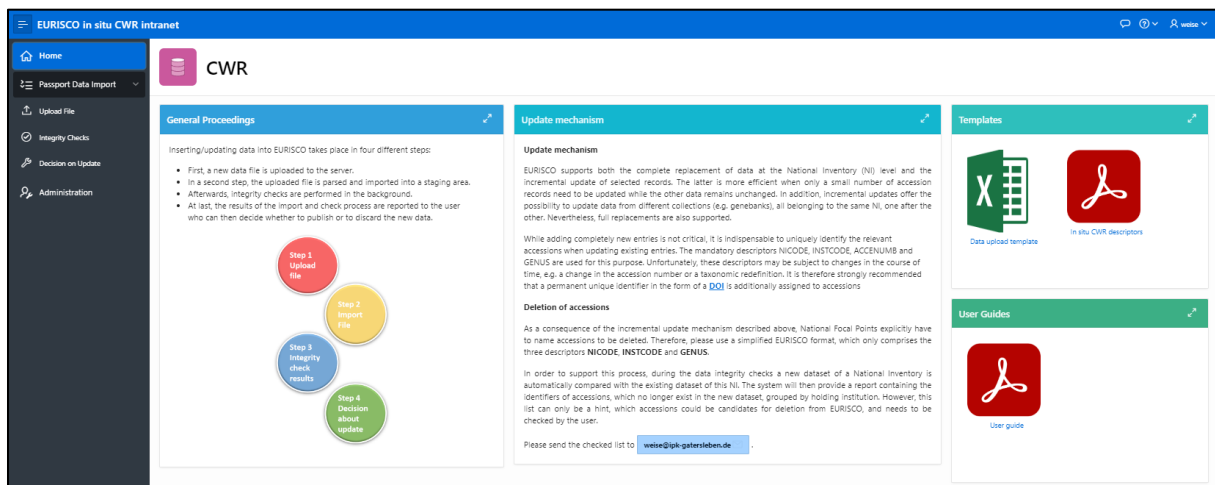 EURISCO in situ CWR intranet
weise
Home
Passport Data Import
Upload File
Integrity Checks
Decision on Update
Administration
CWR
General Proceedings
Inserting/updating data into EURISCO takes place in four different steps:
• First, a new data file is uploaded to the server.
• In a second step, the uploaded file is parsed and imported into a staging area.
• Afterwards, integrity checks are performed in the background.
• At last, the results of the import and check process are reported to the user
who can then decide whether to publish or to discard the new data.
Step 1
Upload
file
Step 2
Import
File
Step 3
Integrity
check
results
Step 4
Decision
about
update
Update mechanism
Update mechanism
EURISCO supports both the complete replacement of data at the National Inventory (NI) level and the
incremental update of selected records. The latter is more efficient when only a small number of accession
records need to be updated while the other data remains unchanged. In addition, incremental updates offer the
possibility to update data from different collections (e.g. genebanks), all belonging to the same NI, one after the
other. Nevertheless, full replacements are also supported.
While adding completely new entries is not critical, it is indispensable to uniquely identify the relevant
accessions when updating existing entries. The mandatory descriptors NICODE, INSTCODE, ACCENUMB and
GENUS are used for this purpose. Unfortunately, these descriptors may be subject to changes in the course of
time, e.g. a change in the accession number or a taxonomic redefinition. It is therefore strongly recommended
that a permanent unique identifier in the form of a DOI is additionally assigned to accessions
Deletion of accessions
As a consequence of the incremental update mechanism described above, National Focal Points explicitly have
to name accessions to be deleted. Therefore, please use a simplified EURISCO format, which only comprises the
three descriptors NICODE, INSTCODE and GENUS.
In order to support this process, during the data integrity checks a new dataset of a National Inventory is
automatically compared with the existing dataset of this NI. The system will then provide a report containing the
identifiers of accessions, which no longer exist in the new dataset, grouped by holding institution. However, this
list can only be a hint, which accessions could be candidates for deletion from EURISCO, and needs to be
checked by the user.
Please send the checked list to weise@ipk-gatersleben.de .
Templates
X
Data upload template
In situ CWR descriptors
User Guides
User guide